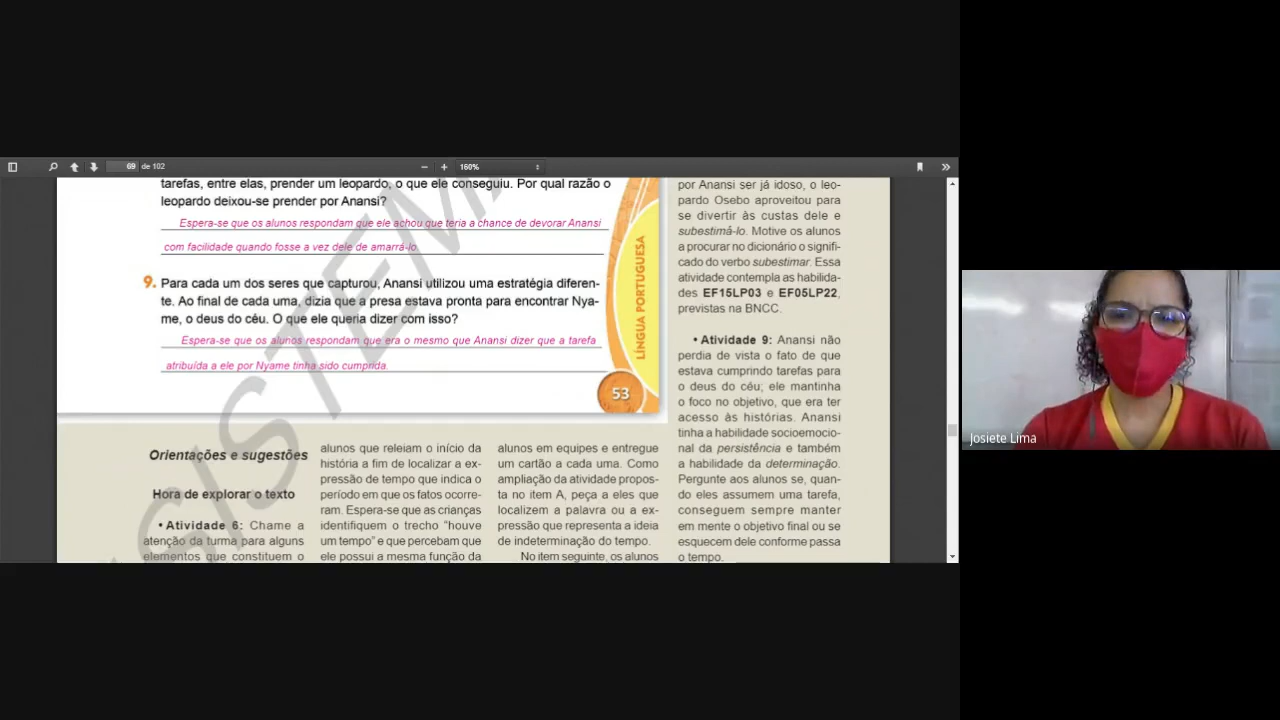 69 de 102
160%
tarefas, entre elas, prender um leopardo, o que ele conseguiu. Por qual razão o
leopardo deixou-se prender por Anansi?
Espera-se que os alunos respondam que ele achou que teria a chance de devorar Anansi
com facilidade quando fosse a vez dele de amarrá-lo.
9. Para cada um dos seres que capturou, Anansi utilizou uma estratégia diferen-
te. Ao final de cada uma, dizia que a presa estava pronta para encontrar Nya-
me, o deus do céu. O que ele queria dizer com isso?
Espera-se que os alunos respondam que era o mesmo que Anansi dizer que a tarefa
atribuída a ele por Nyame tinha sido cumprida.
LÍNGUA PORTUGUESA
53
SISTEM
Orientações e sugestões
Hora de explorar o texto
• Atividade 6: Chame a
atenção da turma para alguns
elementos que constituem o
alunos que releiam o início da
história a fim de localizar a ex-
pressão de tempo que indica o
período em que os fatos ocorre-
ram. Espera-se que as crianças
identifiquem o trecho “houve
um tempo” e que percebam que
ele possui a mesma função da
alunos em equipes e entregue
um cartão a cada uma. Como
ampliação da atividade propos-
ta no item A, peça a eles que
localizem a palavra ou a ex-
pressão que representa a ideia
de indeterminação do tempo.
No item seguinte, os alunos
por Anansi ser já idoso, o leo-
pardo Osebo aproveitou para
se divertir às custas dele e
subestimá-lo. Motive os alunos
a procurar no dicionário o signifi-
cado do verbo subestimar. Essa
atividade contempla as habilida-
des EF15LP03 e EF05LP22,
previstas na BNCC.
• Atividade 9: Anansi não
perdia de vista o fato de que
estava cumprindo tarefas para
o deus do céu; ele mantinha
o foco no objetivo, que era ter
acesso às histórias. Anansi
tinha a habilidade socioemocio-
nal da persistência e também
a habilidade da determinação.
Pergunte aos alunos se, quan-
do eles assumem uma tarefa,
conseguem sempre manter
em mente o objetivo final ou se
esquecem dele conforme passa
o tempo.
Josiete Lima